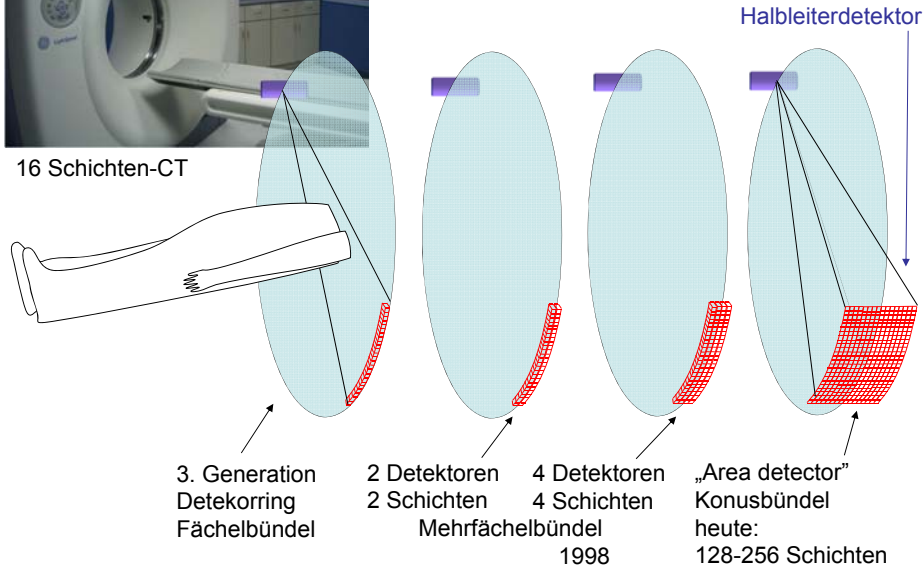 Halbleiterdetektor
16 Schichten-CT
3. Generation
Detekorring
Fächelbündel
2 Detektoren
2 Schichten
4 Detektoren
4 Schichten
Mehrfächelbündel
1998
„Area detector”
Konusbündel
heute:
128-256 Schichten